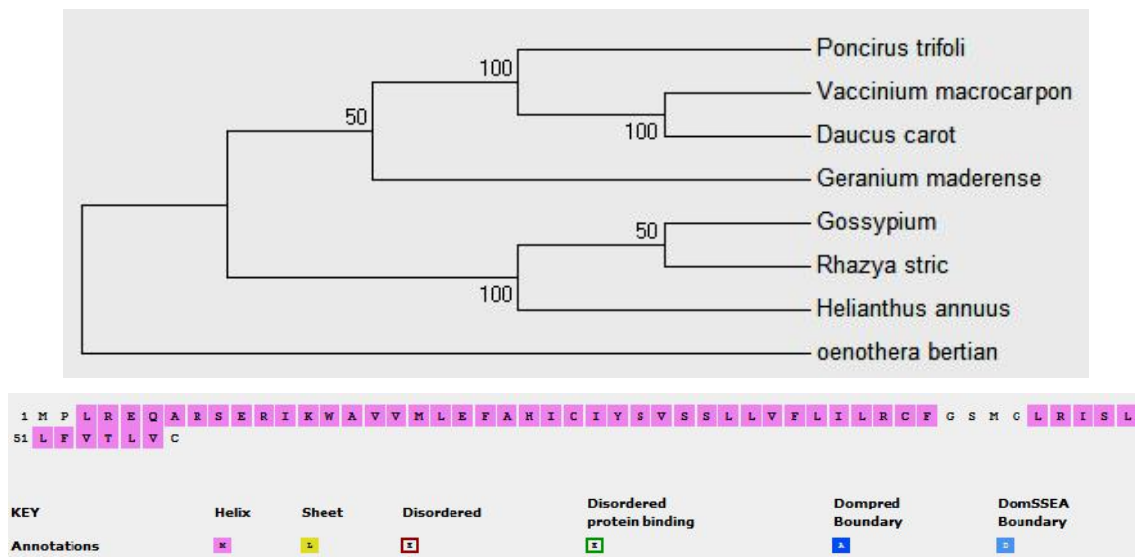 Poncirus trifoli
100
Vaccinium macrocarpon
50
100
Daucus carot
Geranium maderense
Gossypium
50
Rhazya stric
100
Helianthus annuus
oenothera bertian
1 M P L R E Q A R S E R I K W A V V M L E F A H I C I Y S V S S L L V F L I L R C F G S M G L R I S L
51 L F V T L V C
KEY Helix Sheet Disordered Disordered protein binding Dompred Boundary DomSSEA Boundary
Annotations